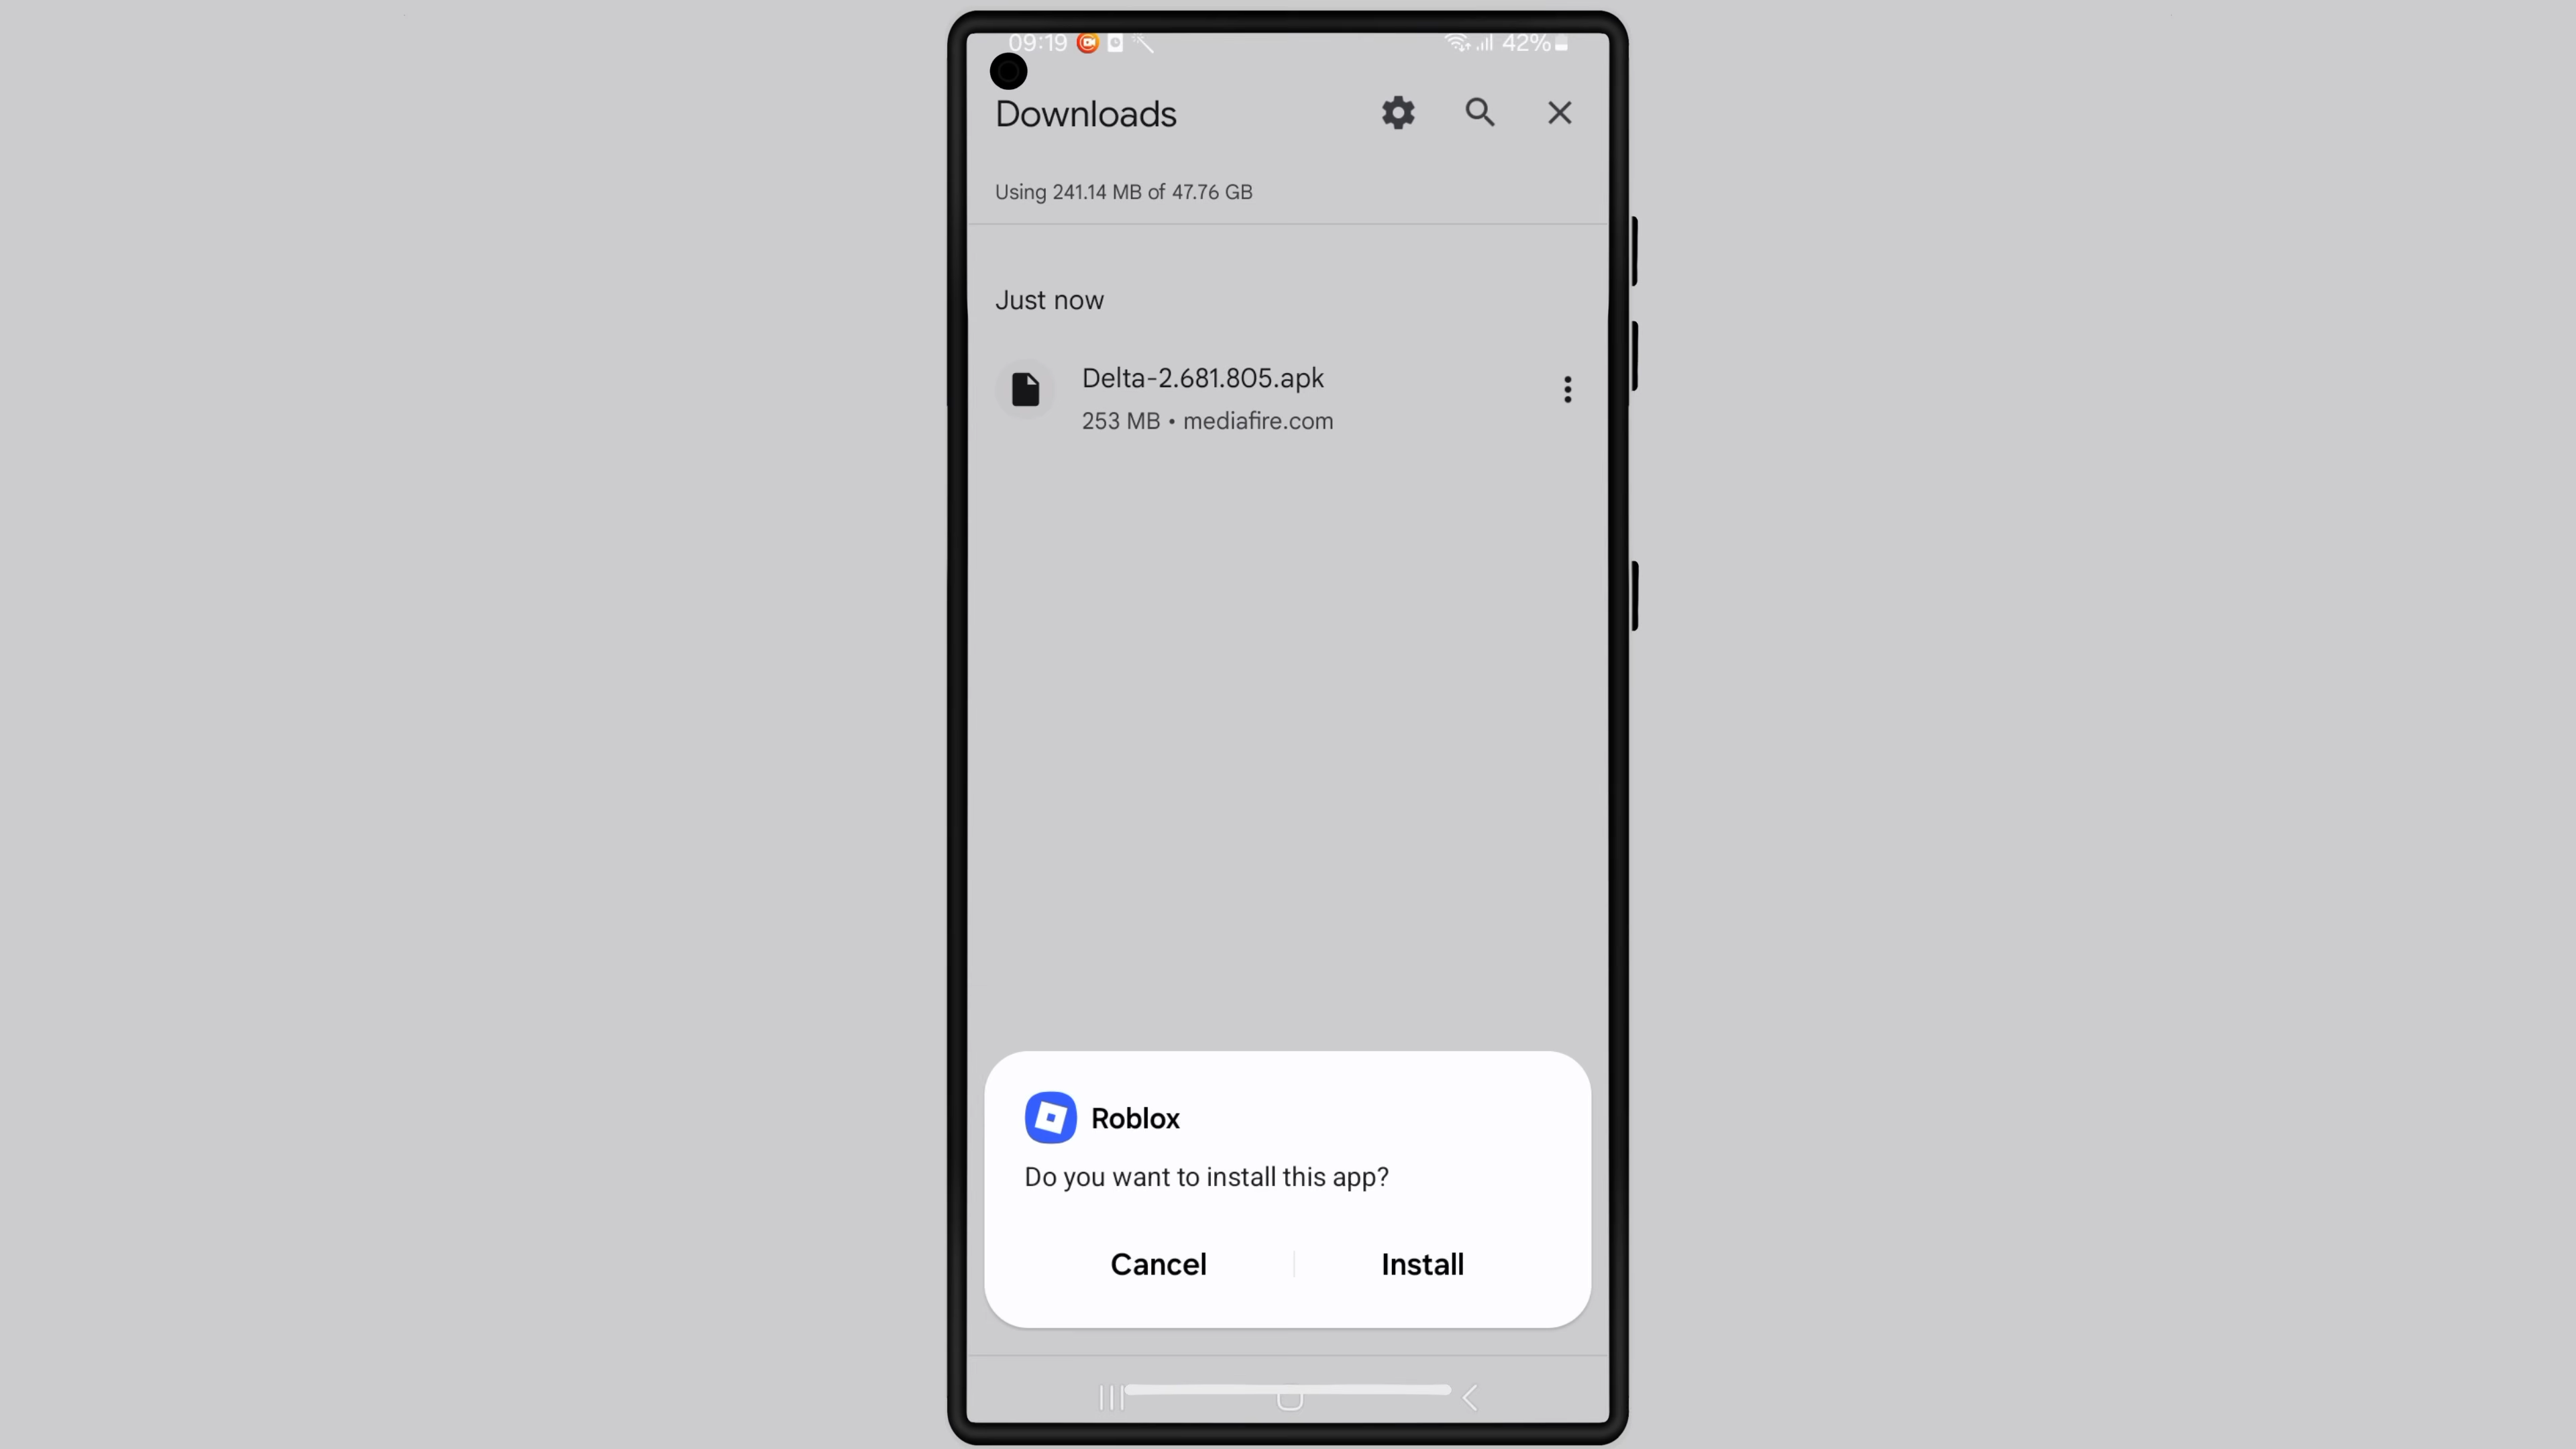 09:19 42%
Downloads
Using 241.14 MB of 47.76 GB
Just now
Delta-2.681.805.apk
253 MB • mediafire.com
Roblox
Do you want to install this app?
Cancel Install